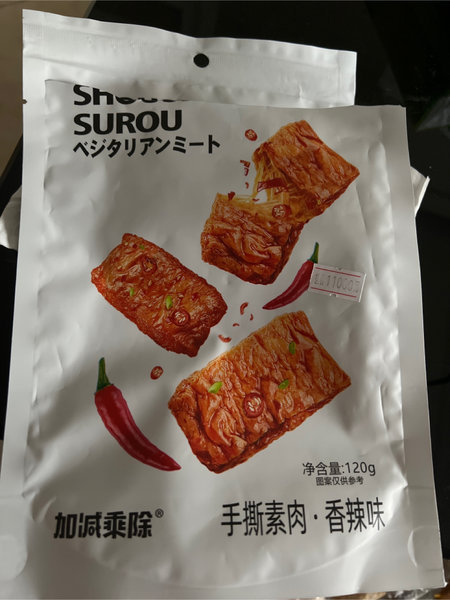 SUROU
ベジタリアンミート
净含量:120g
图案仅供参考
加减乘除®
手撕素肉·香辣味